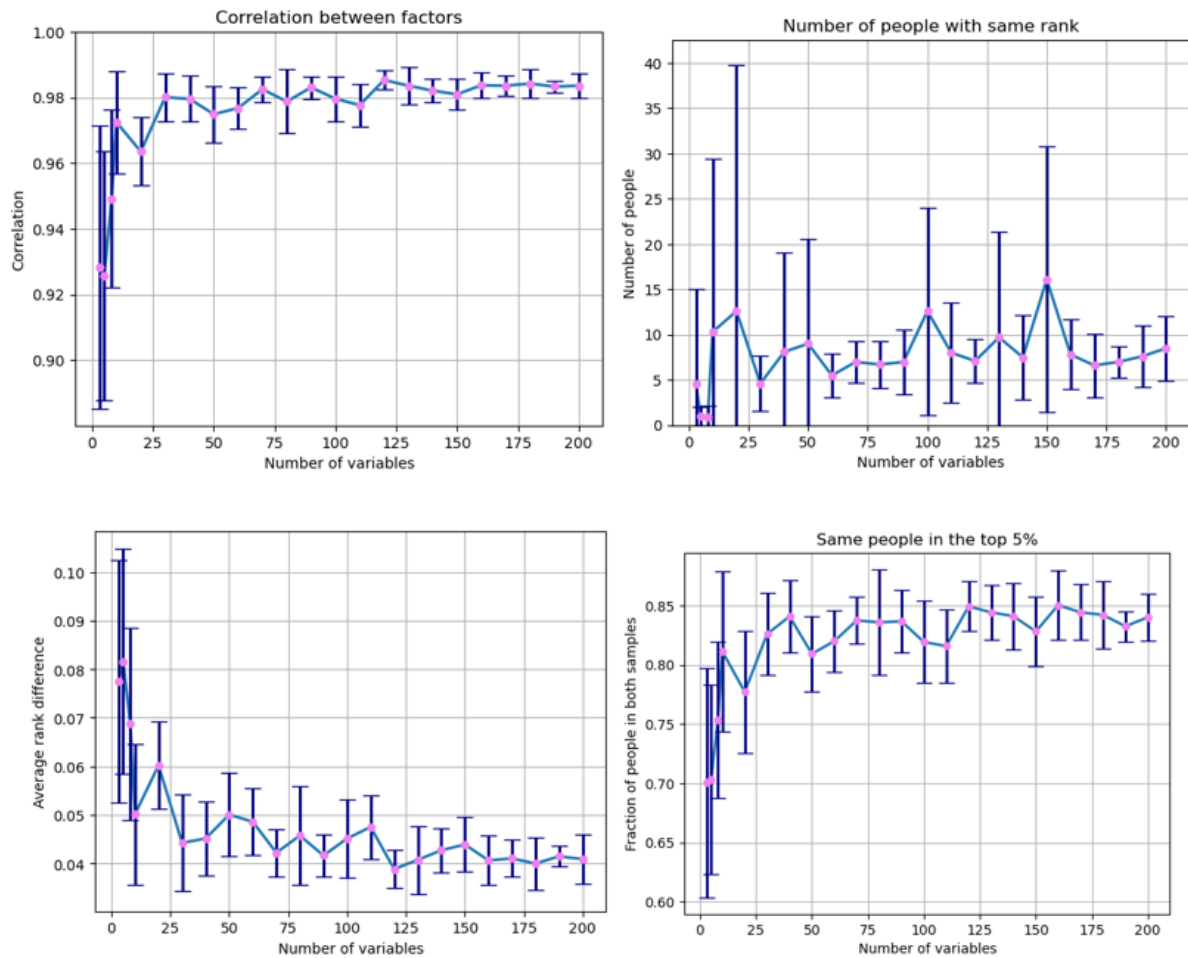 Correlation between factors
1.00
0.98
0.96
0.94
0.92
0.90
Correlation
0 25 50 75 100 125 150 175 200
Number of variables
Number of people with same rank
40
35
30
25
20
15
10
5
0
Number of people
0 25 50 75 100 125 150 175 200
Number of variables
0.10
0.09
0.08
0.07
0.06
0.05
0.04
Average rank difference
0 25 50 75 100 125 150 175 200
Number of variables
Same people in the top 5%
0.85
0.80
0.75
0.70
0.65
0.60
Fraction of people in both samples
0 25 50 75 100 125 150 175 200
Number of variables